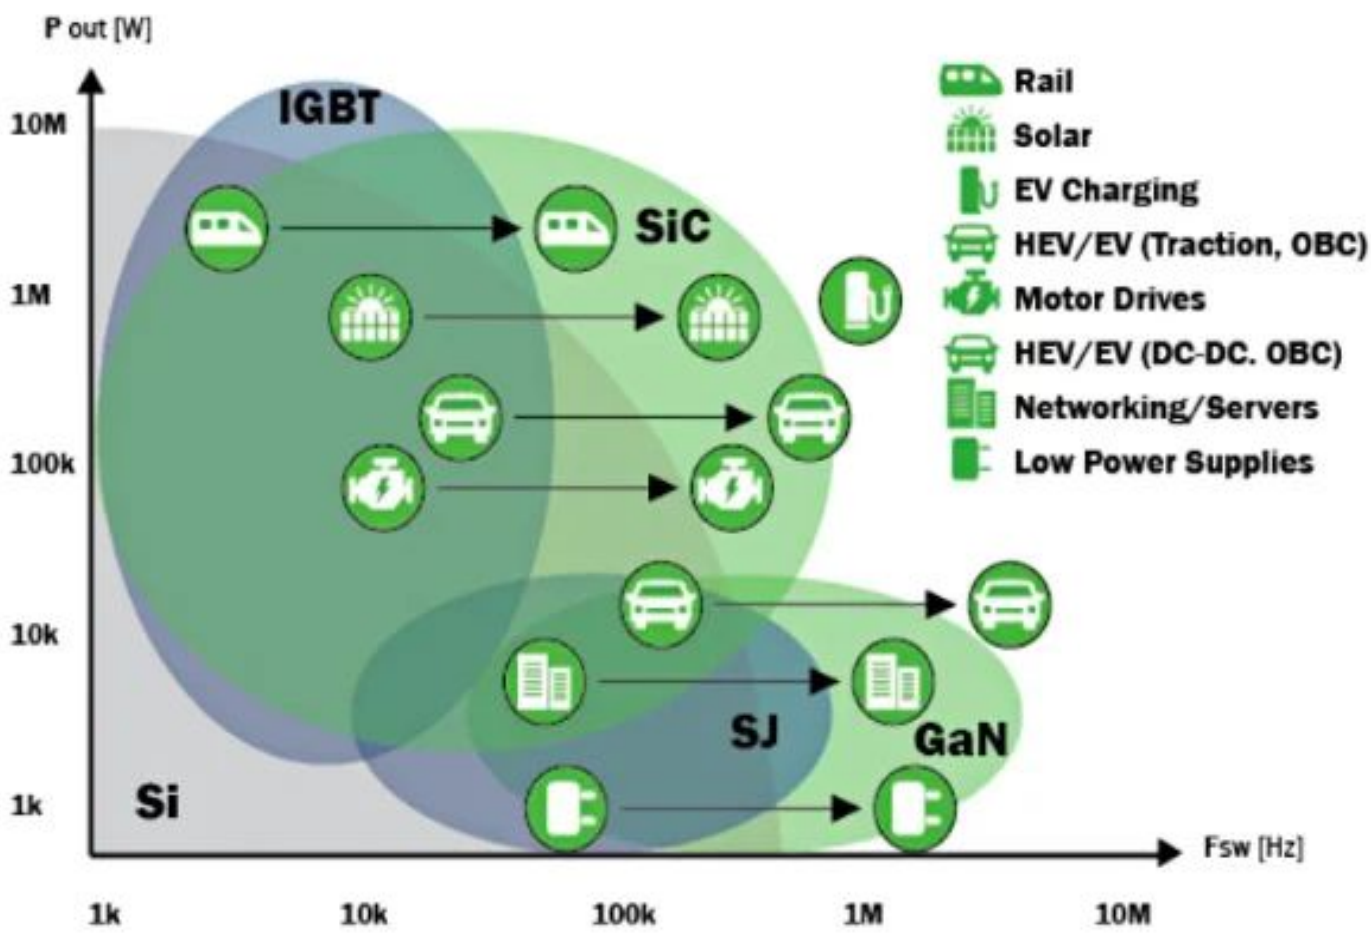 P out [W]
IGBT
Rail
10M
Solar
EV Charging
SiC
HEV/EV (Traction, OBC)
1M
Motor Drives
HEV/EV (DC-DC. OBC)
Networking/Servers
100k
Low Power Supplies
10k
SJ
GaN
Si
1k
Fsw [Hz]
1k 10k 100k 1M 10M